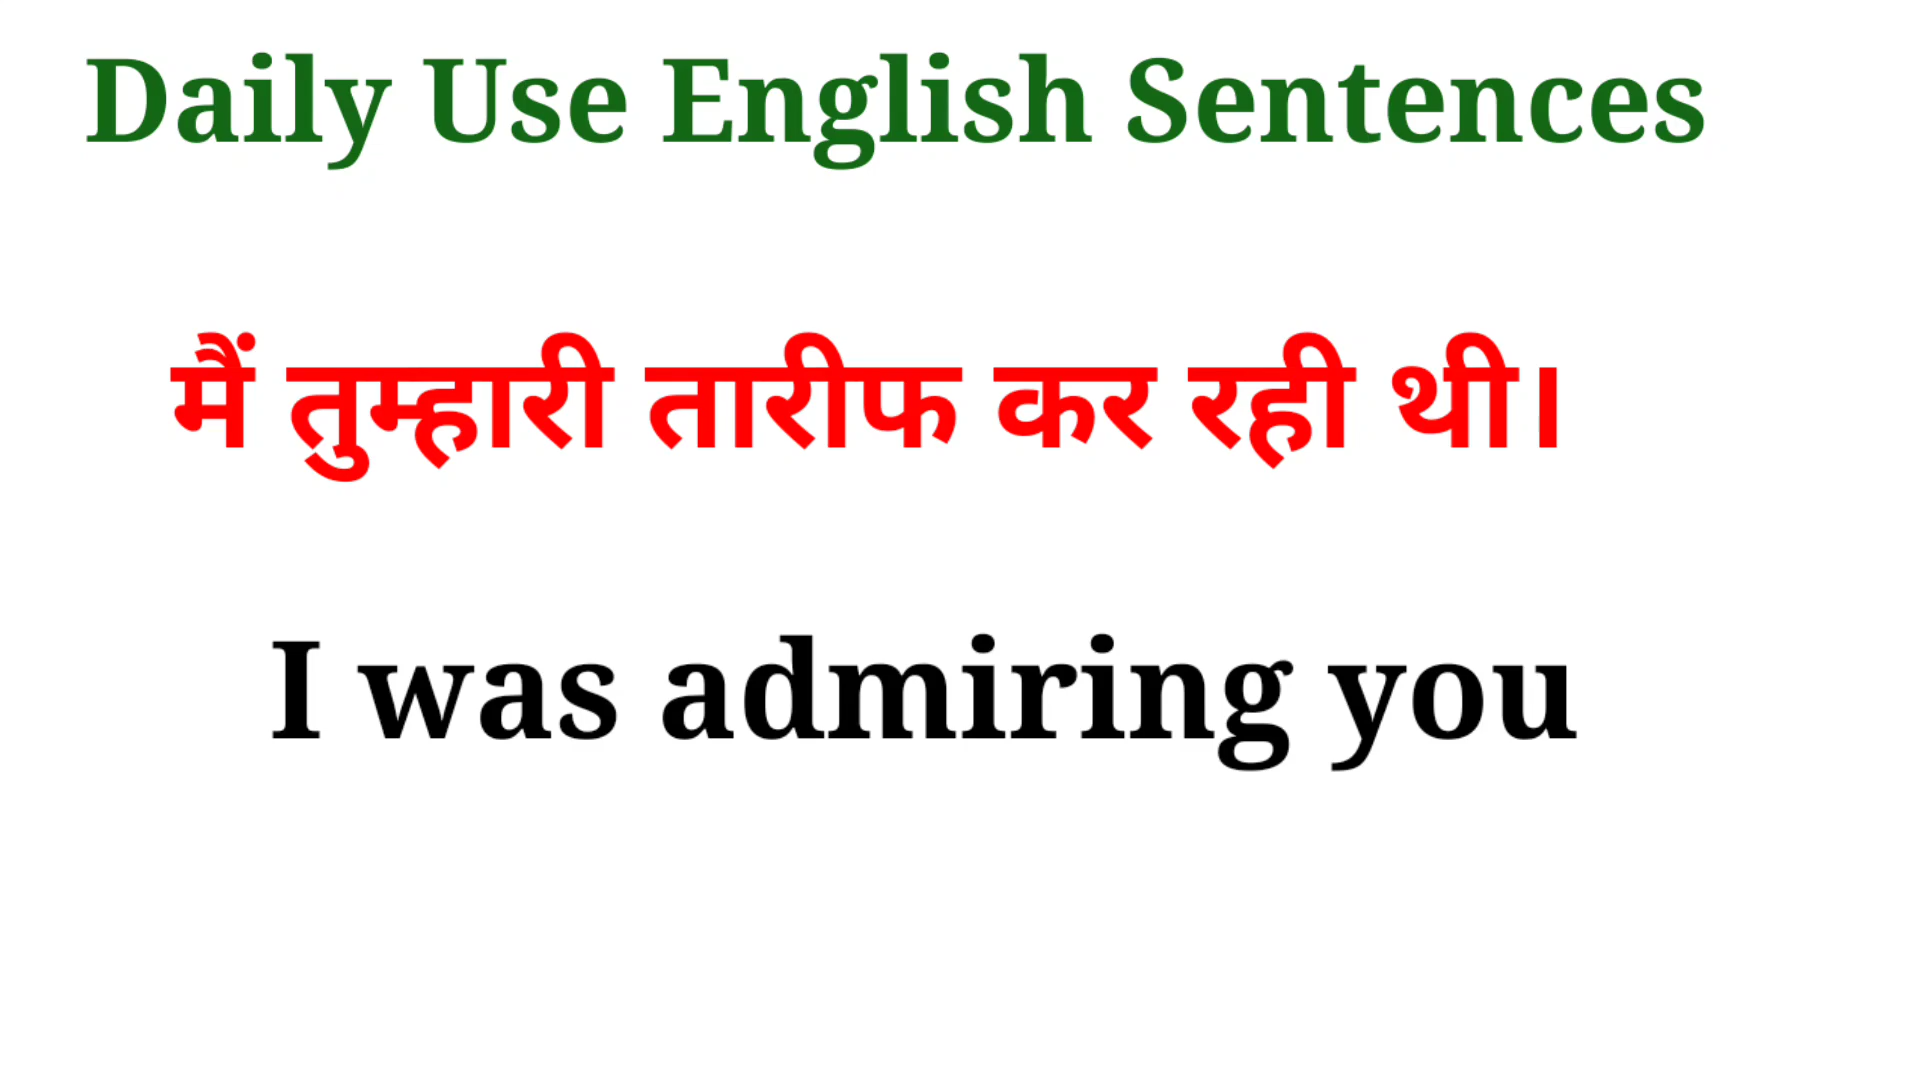 Daily Use English Sentences
मैं तुम्हारी तारीफ कर रही थी।
I was admiring you